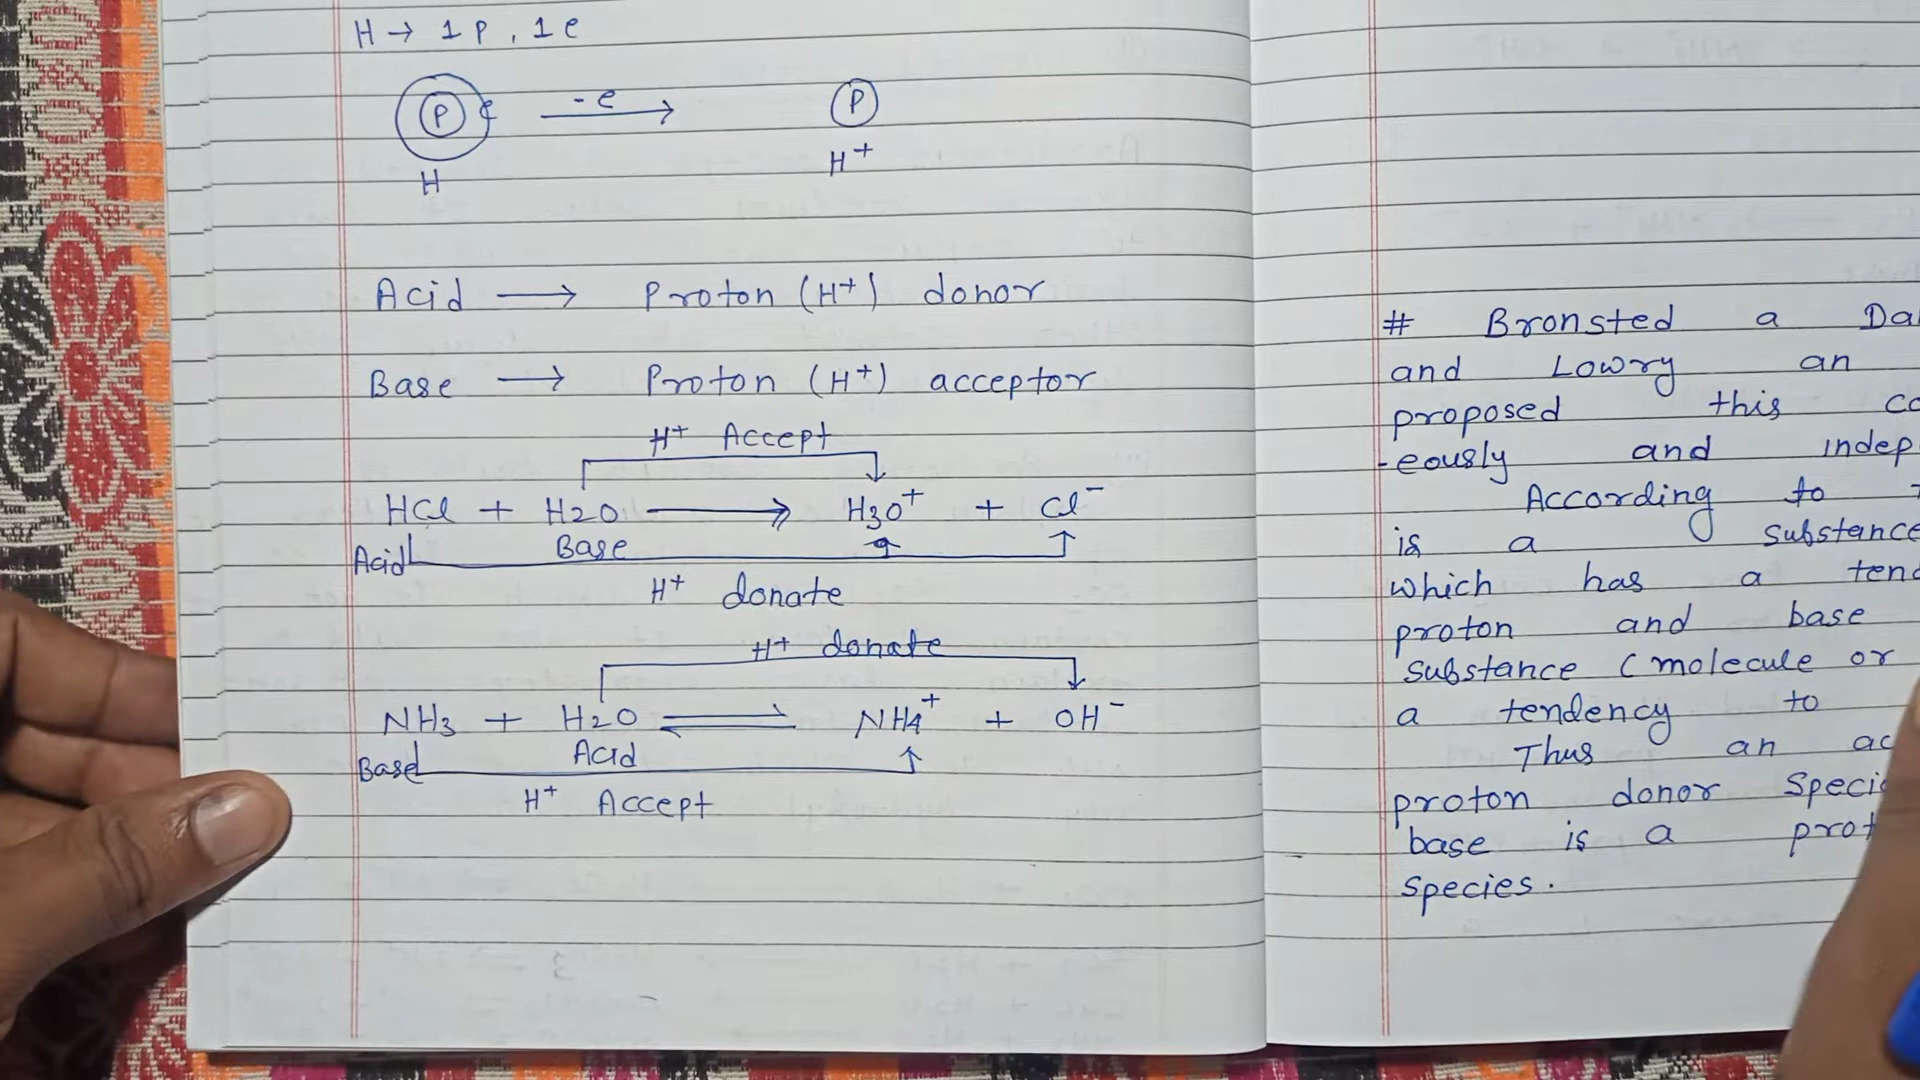 H → 1 P, 1 e
P e - e → P
H H+
Acid → Proton (H+) donor
Base → Proton (H+) acceptor
H+ Accept
HCl + H2O → H3O+ + Cl-
Acid Base
H+ donate
H+ donate
NH3 + H2O ⇌ NH4+ + OH-
Base Acid
H+ Accept
# Bronsted a
and Lowry an
proposed this
-eously and
According to
is a substance
which has a
proton and base
substance (molecule or
a tendency to
Thus an
proton donor
base is a
species.